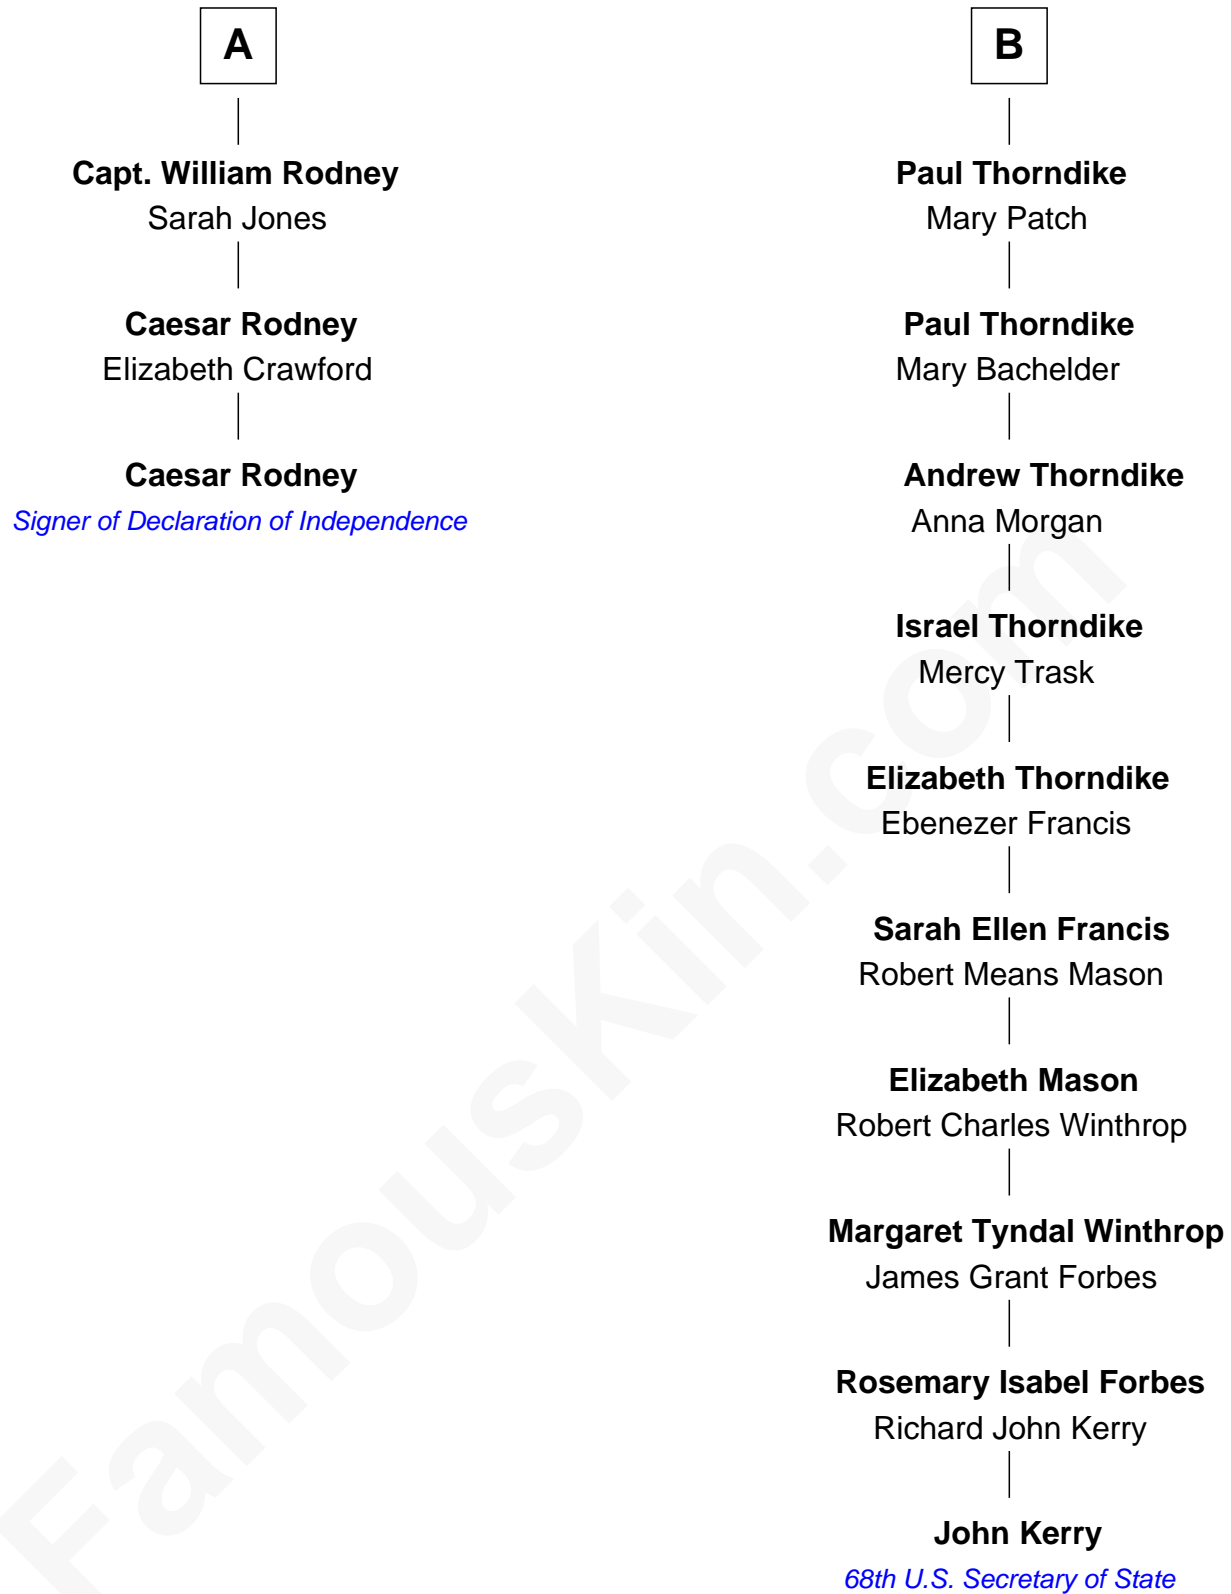 A
Capt. William Rodney
Sarah Jones
Caesar Rodney
Elizabeth Crawford
Caesar Rodney
Signer of Declaration of Independence
B
Paul Thorndike
Mary Patch
Paul Thorndike
Mary Bachelder
Andrew Thorndike
Anna Morgan
Israel Thorndike
Mercy Trask
Elizabeth Thorndike
Ebenezer Francis
Sarah Ellen Francis
Robert Means Mason
Elizabeth Mason
Robert Charles Winthrop
Margaret Tyndal Winthrop
James Grant Forbes
Rosemary Isabel Forbes
Richard John Kerry
John Kerry
68th U.S. Secretary of State
FamousKin.com